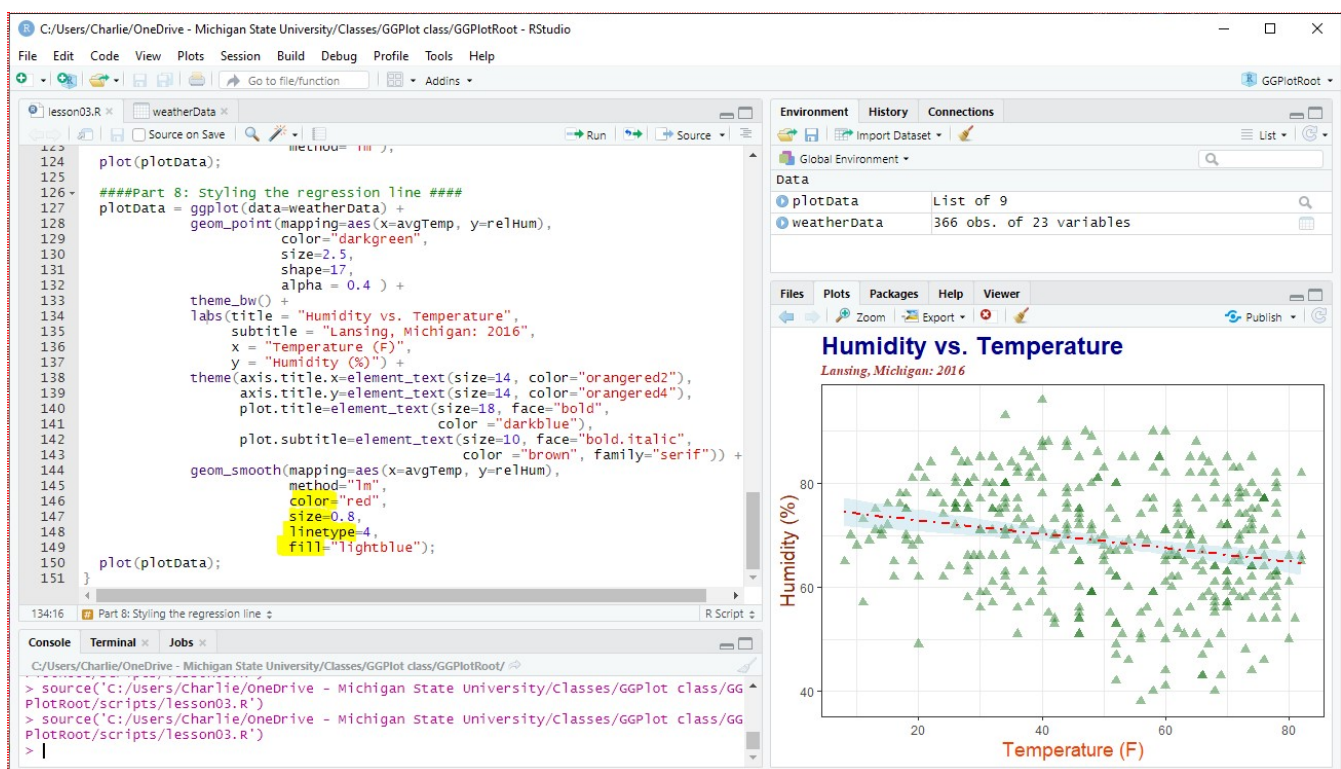 C:/Users/Charlie/OneDrive - Michigan State University/Classes/GGPlot class/GGPlotRoot - RStudio
File Edit Code View Plots Session Build Debug Profile Tools Help
Go to file/function Addins GGPlotRoot
lesson03.R weatherData
Source on Save Run Source
123 method="lm"),
124 plot(plotData);
125
126 ####Part 8: Styling the regression line ####
127 plotData = ggplot(data=weatherData) +
128 geom_point(mapping=aes(x=avgTemp, y=relHum),
129 color="darkgreen",
130 size=2.5,
131 shape=17,
132 alpha = 0.4 ) +
133 theme_bw() +
134 labs(title = "Humidity vs. Temperature",
135 subtitle = "Lansing, Michigan: 2016",
136 x = "Temperature (F)",
137 y = "Humidity (%)") +
138 theme(axis.title.x=element_text(size=14, color="orangered2"),
139 axis.title.y=element_text(size=14, color="orangered4"),
140 plot.title=element_text(size=18, face="bold",
141 color ="darkblue"),
142 plot.subtitle=element_text(size=10, face="bold.italic",
143 color ="brown", family="serif")) +
144 geom_smooth(mapping=aes(x=avgTemp, y=relHum),
145 method="lm",
146 color="red",
147 size=0.8,
148 linetype=4,
149 fill="lightblue");
150 plot(plotData);
151 }
134:16 Part 8: Styling the regression line R Script
Console Terminal Jobs
C:/Users/Charlie/OneDrive - Michigan State University/Classes/GGPlot class/GGPlotRoot/
> source('C:/Users/Charlie/OneDrive - Michigan State University/Classes/GGPlot class/GG
PlotRoot/scripts/lesson03.R')
> source('C:/Users/Charlie/OneDrive - Michigan State University/Classes/GGPlot class/GG
PlotRoot/scripts/lesson03.R')
>
Environment History Connections
Import Dataset List
Global Environment
Data
plotData List of 9
weatherData 366 obs. of 23 variables
Files Plots Packages Help Viewer
Zoom Export Publish
Humidity vs. Temperature
Lansing, Michigan: 2016
Humidity (%)
80
60
40
20 40 60 80
Temperature (F)